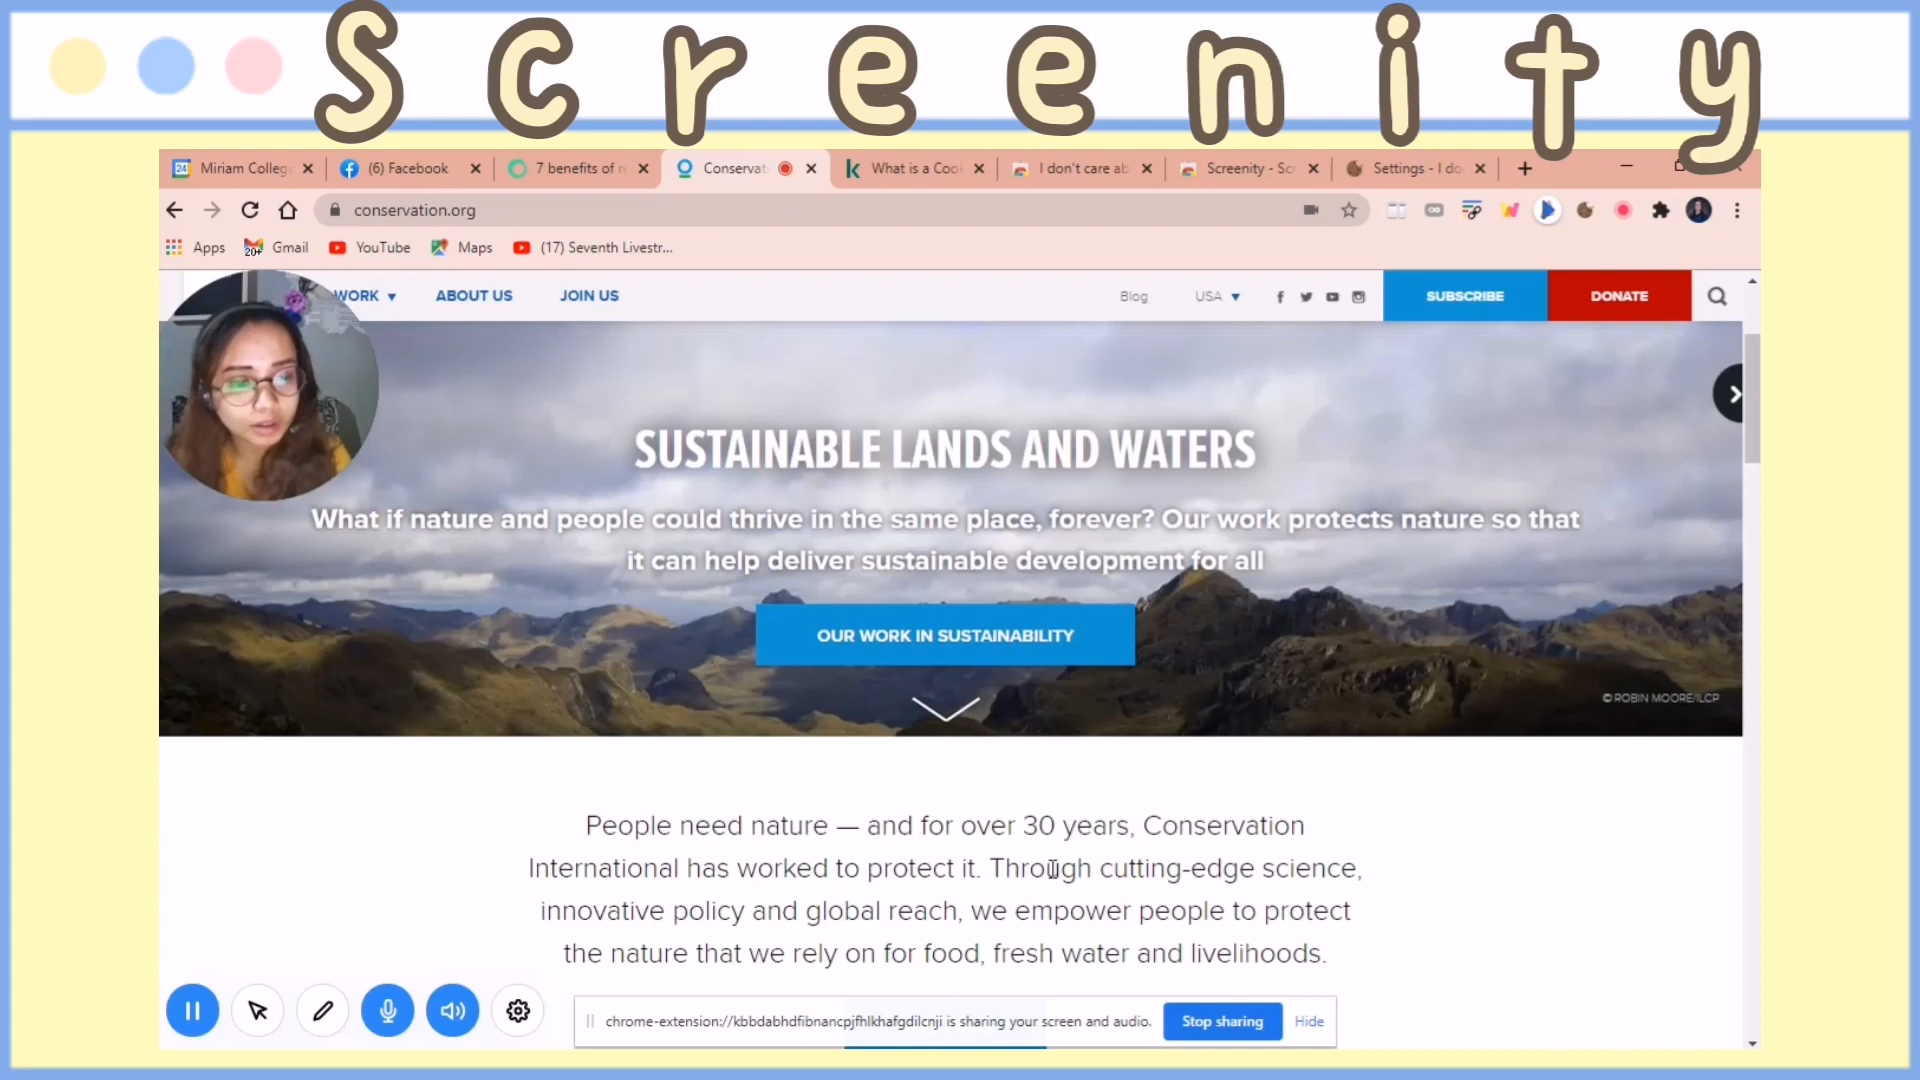 Screenity
Miriam Colleg
(6) Facebook
7 benefits of n
Conservat
What is a Cool
I don't care ab
Screenity - Scr
Settings - I do
conservation.org
Apps
20+
Gmail
YouTube
Maps
(17) Seventh Livestr...
WORK
ABOUT US
JOIN US
Blog
USA
SUBSCRIBE
DONATE
SUSTAINABLE LANDS AND WATERS
What if nature and people could thrive in the same place, forever? Our work protects nature so that
it can help deliver sustainable development for all
OUR WORK IN SUSTAINABILITY
© ROBIN MOORE/ILCP
People need nature — and for over 30 years, Conservation
International has worked to protect it. Through cutting-edge science,
innovative policy and global reach, we empower people to protect
the nature that we rely on for food, fresh water and livelihoods.
chrome-extension://kbbdabhdfibnancpjfhlkhafgdilcnji is sharing your screen and audio.
Stop sharing
Hide